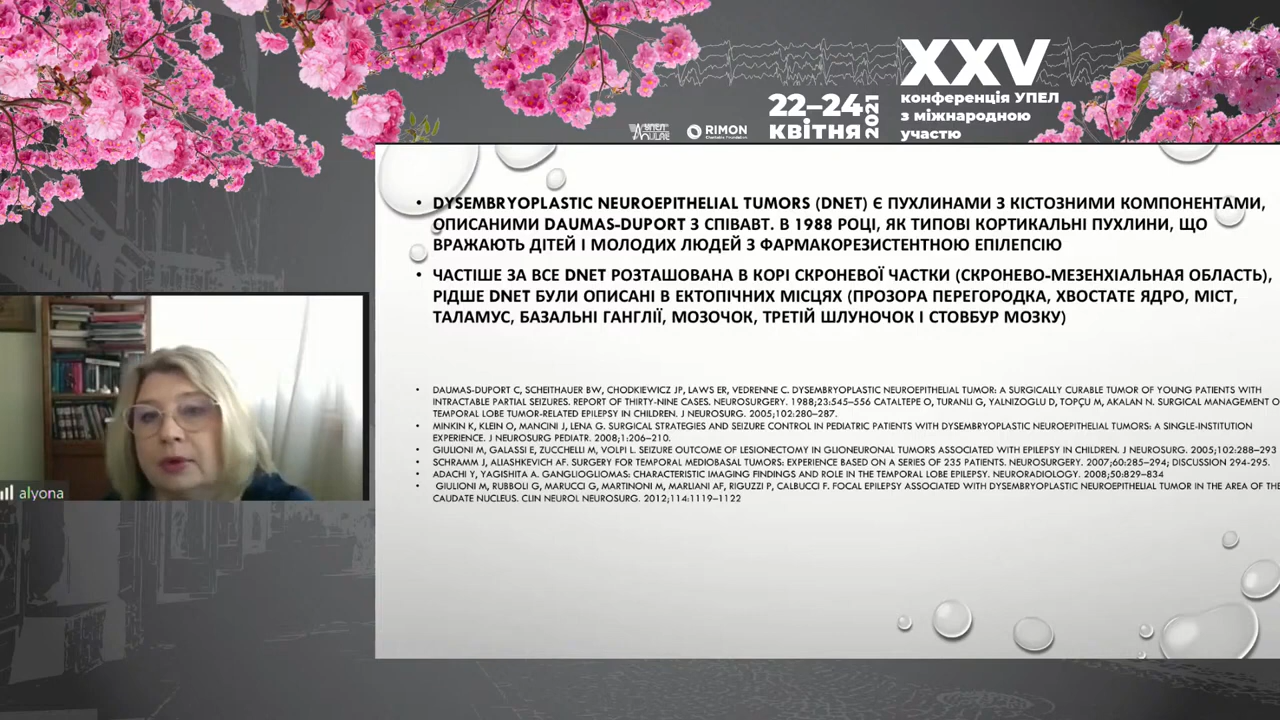 XXV
22–24
квітня
2021
конференція УПЕЛ
з міжнародною
участю
RIMON
ОПТИКА
• DYSEMBRYOPLASTIC NEUROEPITHELIAL TUMORS (DNET) Є ПУХЛИНАМИ З КІСТОЗНИМИ КОМПОНЕНТАМИ,
ОПИСАНИМИ DAUMAS-DUPORT З СПІВАВТ. В 1988 РОЦІ, ЯК ТИПОВІ КОРТИКАЛЬНІ ПУХЛИНИ, ЩО
ВРАЖАЮТЬ ДІТЕЙ І МОЛОДИХ ЛЮДЕЙ З ФАРМАКОРЕЗИСТЕНТНОЮ ЕПІЛЕПСІЮ
• ЧАСТІШЕ ЗА ВСЕ DNET РОЗТАШОВАНА В КОРІ СКРОНЕВОЇ ЧАСТКИ (СКРОНЕВО-МЕЗЕНХІАЛЬНАЯ ОБЛАСТЬ),
РІДШЕ DNET БУЛИ ОПИСАНІ В ЕКТОПІЧНИХ МІСЦЯХ (ПРОЗОРА ПЕРЕГОРОДКА, ХВОСТАТЕ ЯДРО, МІСТ,
ТАЛАМУС, БАЗАЛЬНІ ГАНГЛІЇ, МОЗОЧОК, ТРЕТІЙ ШЛУНОЧОК І СТОВБУР МОЗКУ)
• DAUMAS-DUPORT C, SCHEITHAUER BW, CHODKIEWICZ JP, LAWS ER, VEDRENNE C. DYSEMBRYOPLASTIC NEUROEPITHELIAL TUMOR: A SURGICALLY CURABLE TUMOR OF YOUNG PATIENTS WITH
INTRACTABLE PARTIAL SEIZURES. REPORT OF THIRTY-NINE CASES. NEUROSURGERY. 1988;23:545–556 CATALTEPE O, TURANLI G, YALNIZOGLU D, TOPÇU M, AKALAN N. SURGICAL MANAGEMENT O
TEMPORAL LOBE TUMOR-RELATED EPILEPSY IN CHILDREN. J NEUROSURG. 2005;102:280–287.
• MINKIN K, KLEIN O, MANCINI J, LENA G. SURGICAL STRATEGIES AND SEIZURE CONTROL IN PEDIATRIC PATIENTS WITH DYSEMBRYOPLASTIC NEUROEPITHELIAL TUMORS: A SINGLE-INSTITUTION
EXPERIENCE. J NEUROSURG PEDIATR. 2008;1:206–210.
• GIULIONI M, GALASSI E, ZUCCHELLI M, VOLPI L. SEIZURE OUTCOME OF LESIONECTOMY IN GLIONEURONAL TUMORS ASSOCIATED WITH EPILEPSY IN CHILDREN. J NEUROSURG. 2005;102:288–293
• SCHRAMM J, ALIASHKEVICH AF. SURGERY FOR TEMPORAL MEDIOBASAL TUMORS: EXPERIENCE BASED ON A SERIES OF 235 PATIENTS. NEUROSURGERY. 2007;60:285–294; DISCUSSION 294-295.
• ADACHI Y, YAGISHITA A. GANGLIOGLIOMAS: CHARACTERISTIC IMAGING FINDINGS AND ROLE IN THE TEMPORAL LOBE EPILEPSY. NEURORADIOLOGY. 2008;50:829–834
• GIULIONI M, RUBBOLI G, MARUCCI G, MARTINONI M, MARLIANI AF, RIGUZZI P, CALBUCCI F. FOCAL EPILEPSY ASSOCIATED WITH DYSEMBRYOPLASTIC NEUROEPITHELIAL TUMOR IN THE AREA OF THE
CAUDATE NUCLEUS. CLIN NEUROL NEUROSURG. 2012;114:1119–1122
alyona